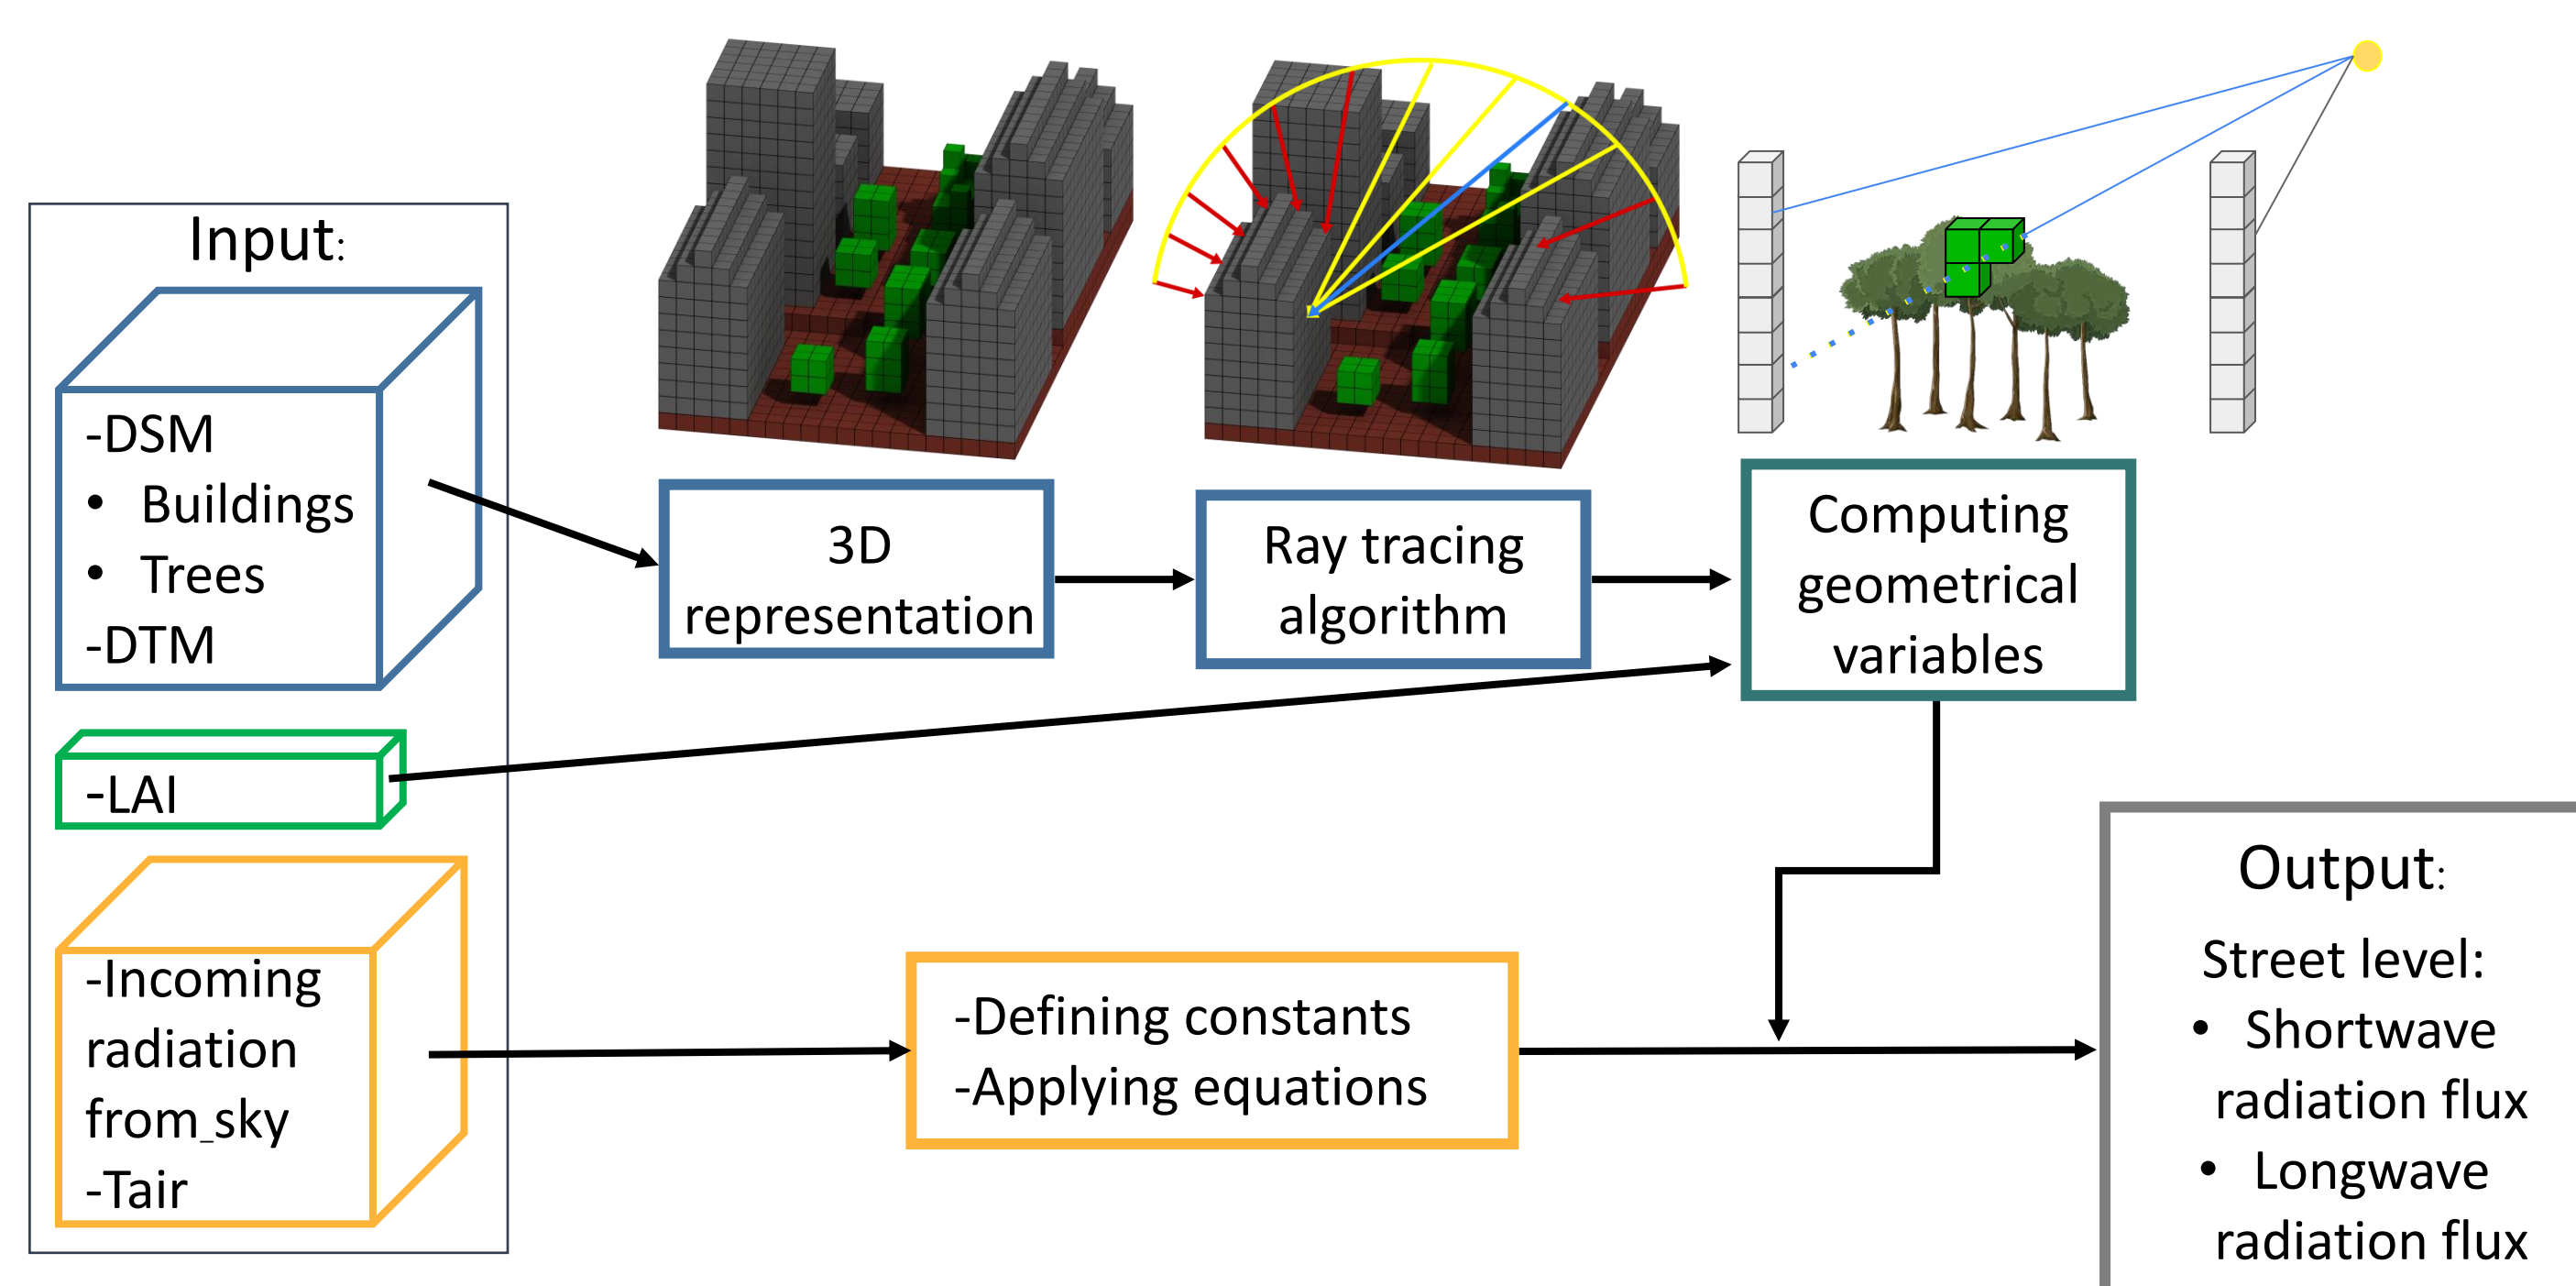 Input:
-DSM
• Buildings
• Trees
-DTM
-LAI
-Incoming
radiation
from_sky
-Tair
3D
representation
Ray tracing
algorithm
Computing
geometrical
variables
-Defining constants
-Applying equations
Output:
Street level:
• Shortwave
radiation flux
• Longwave
radiation flux